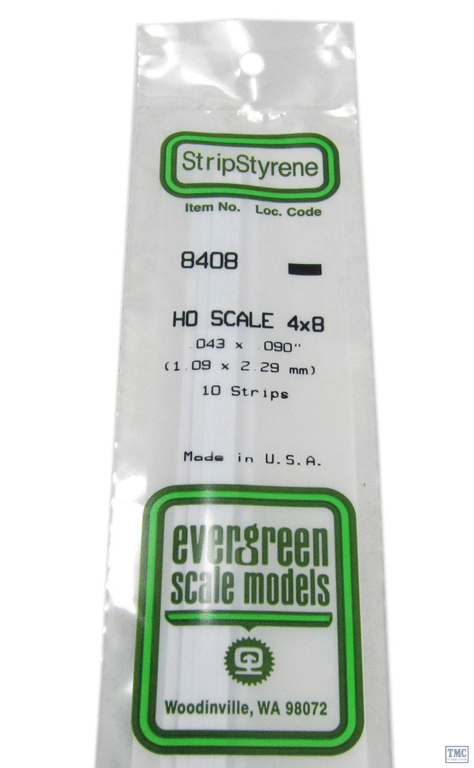 StripStyrene
Item No. Loc. Code
8408
HO SCALE 4x8
.043 x .090"
(1.09 x 2.29 mm)
10 Strips
Made in U.S.A.
evergreen
scale models
Woodinville, WA 98072
TMC